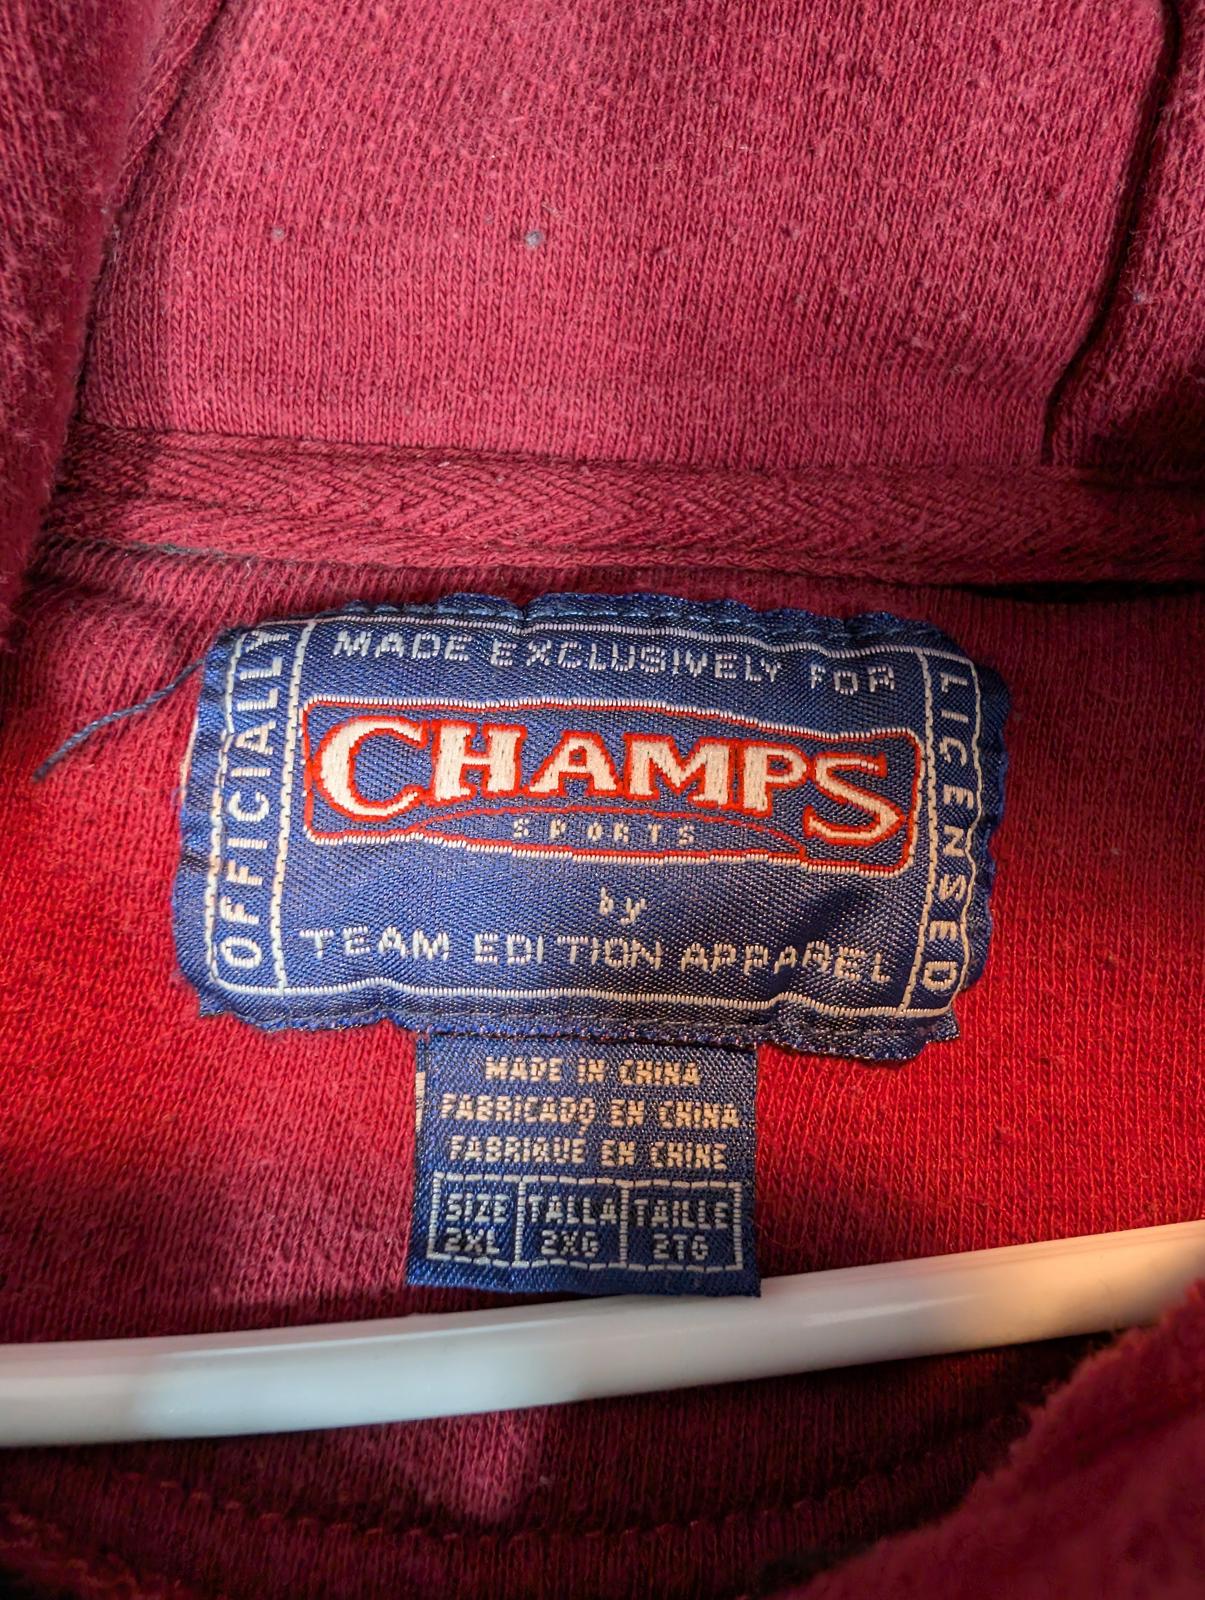 OFFICIALLY
MADE EXCLUSIVELY FOR
CHAMPS
SPORTS
by
TEAM EDITION APPAREL
LICENSED
MADE IN CHINA
FABRICADO EN CHINA
FABRIQUE EN CHINE
SIZE TALLA TAILLE
2XL 2XG 2TG